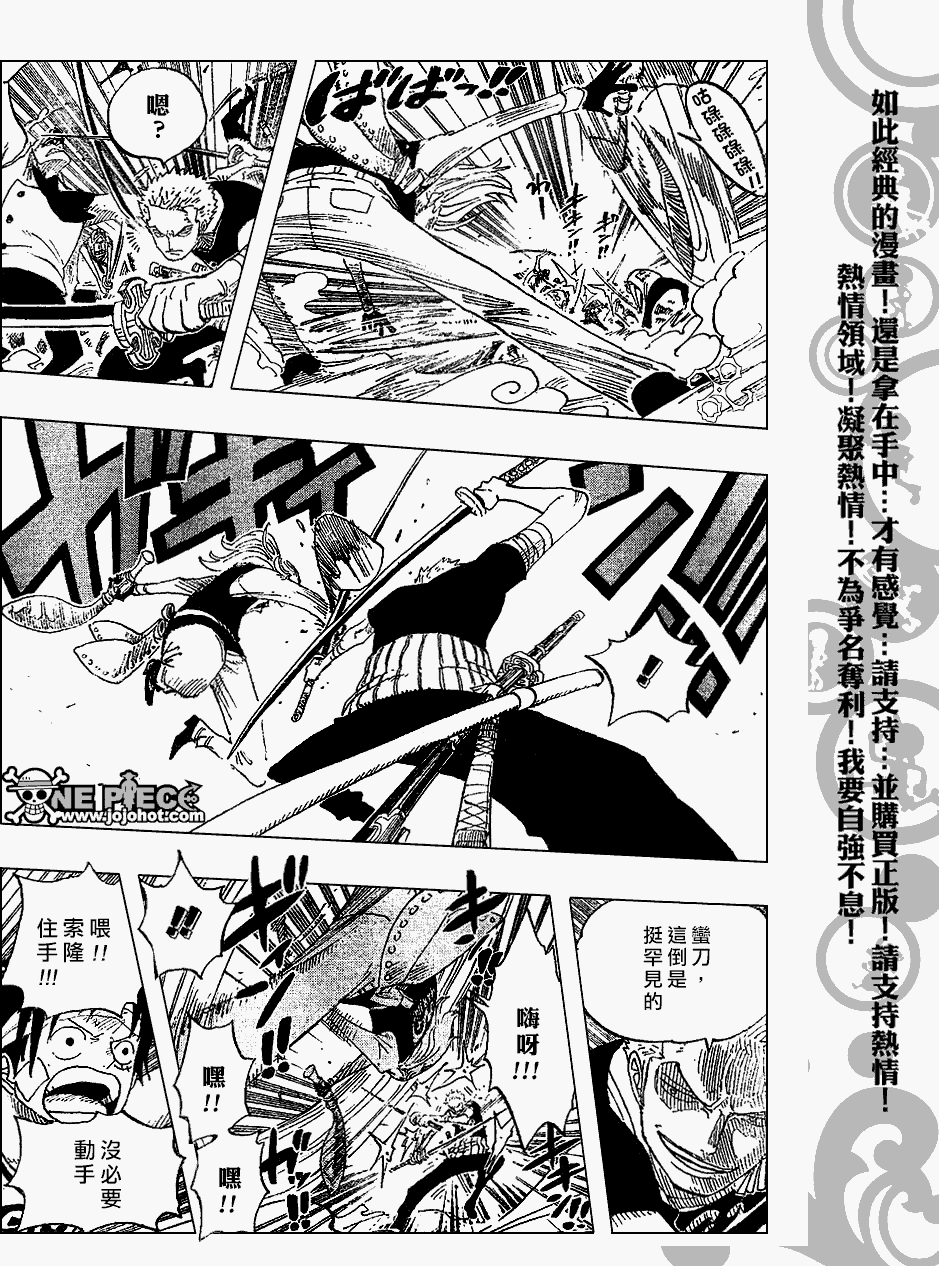 如此經典的漫畫！還是拿在手中…才有感覺…請支持…並購買正版！請支持熱情！
熱情領域！凝聚熱情！不為爭名奪利！我要自強不息！
咕碌碌碌碌!!
ばばばっ!!
嗯？
!!
ONE PIECE
www.jojohot.com
蠻刀，
這倒是
挺罕見的
嗨呀!!!
!!
嘿!!
嘿!!
喂!!
索隆
住手!!!
沒必要
動手